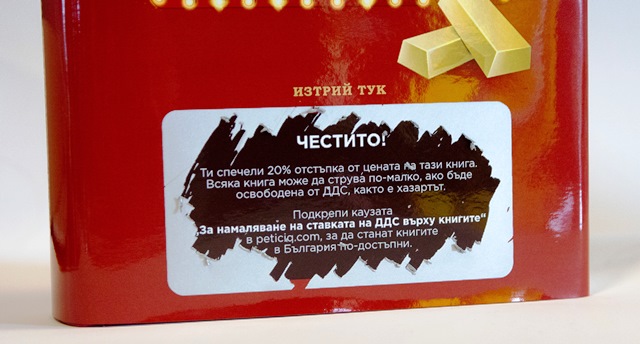 ИЗТРИЙ ТУК
ЧЕСТИТО!
Ти спечели 20% отстъпка от цената на тази книга.
Всяка книга може да струва по-малко, ако бъде
освободена от ДДС, както е хазартът.
Подкрепи каузата
„За намаляване на ставката на ДДС върху книгите“
в peticiq.com, за да станат книгите
в България по-достъпни.